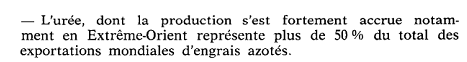 — L'urée, dont la production s'est fortement accrue notam-
ment en Extrême-Orient représente plus de 50 % du total des
exportations mondiales d'engrais azotés.